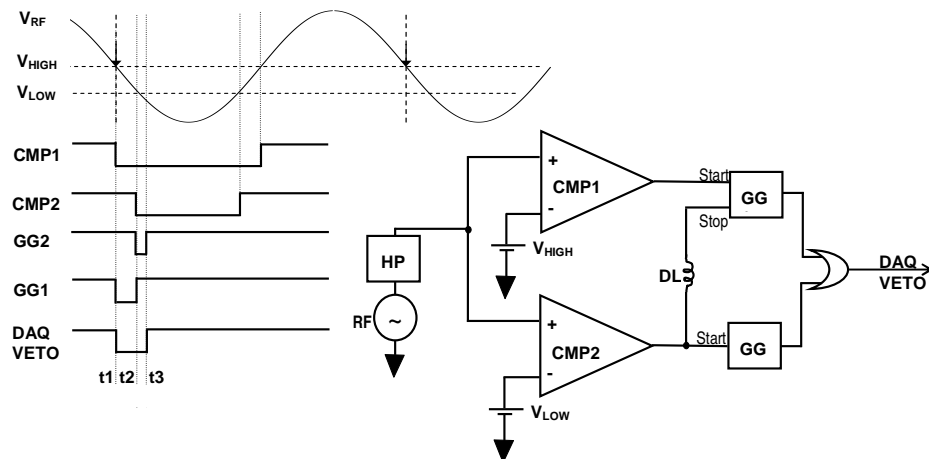 VRF
VHIGH
VLOW
CMP1
CMP2
GG2
GG1
DAQ
VETO
t1 t2 t3
+
CMP1
-
VHIGH
HP
RF
~
+
CMP2
-
VLOW
Start
GG
Stop
DL
Start
GG
DAQ
VETO